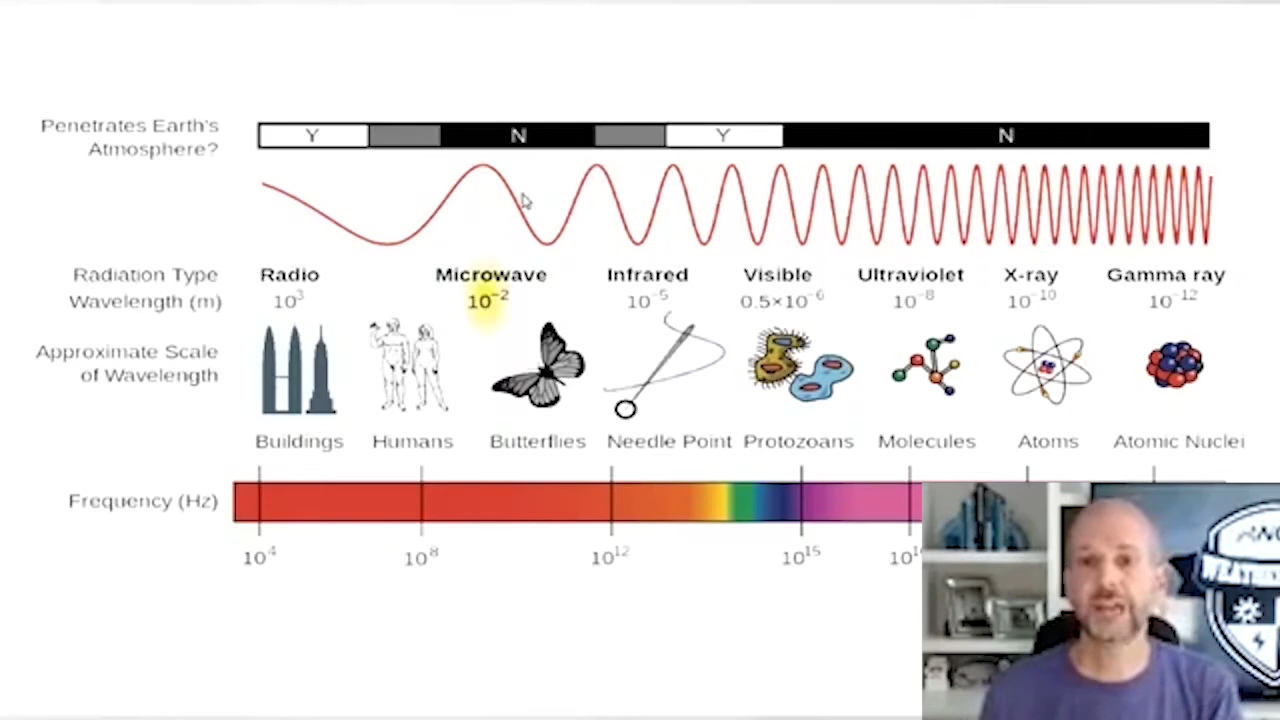 Penetrates Earth's
Atmosphere?
Y N Y N
Radiation Type Radio Microwave Infrared Visible Ultraviolet X-ray Gamma ray
Wavelength (m) 10³ 10⁻² 10⁻⁵ 0.5×10⁻⁶ 10⁻⁸ 10⁻¹⁰ 10⁻¹²
Approximate Scale
of Wavelength
Buildings Humans Butterflies Needle Point Protozoans Molecules Atoms Atomic Nuclei
Frequency (Hz)
10⁴ 10⁸ 10¹² 10¹⁵